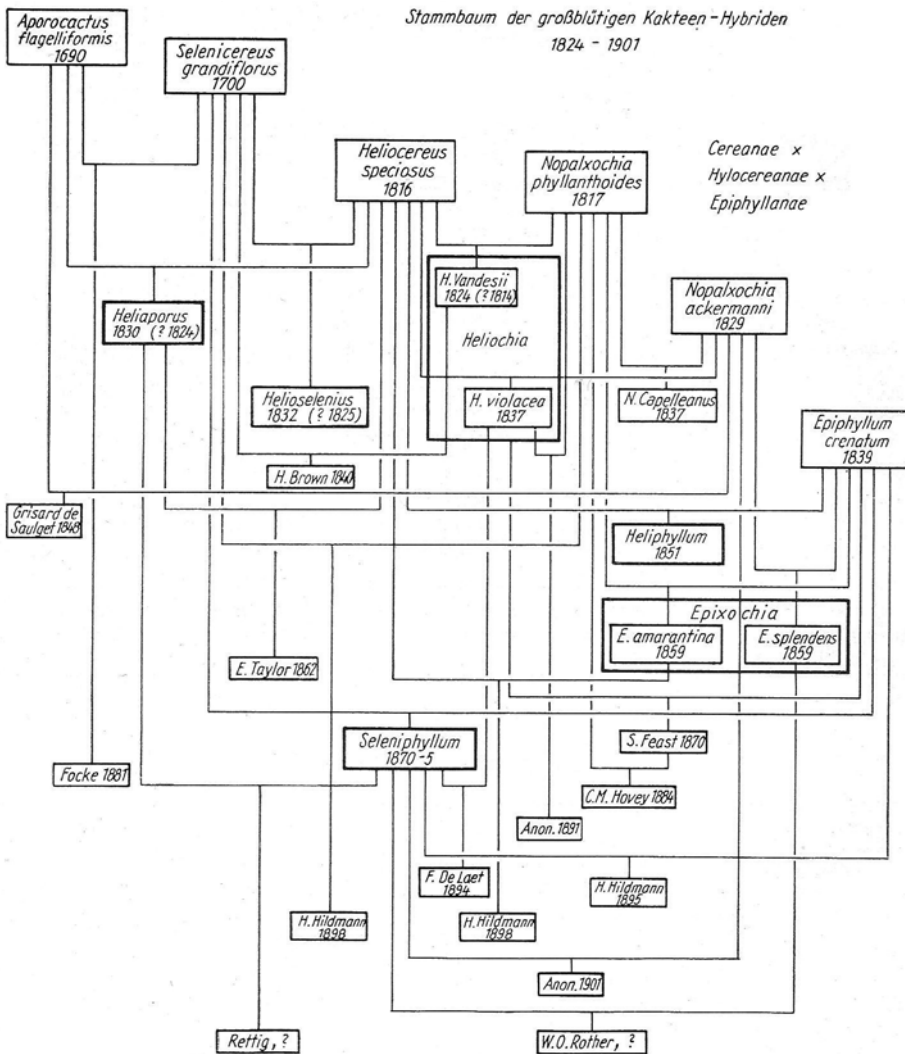 Stammbaum der großblütigen Kakteen-Hybriden
1824 - 1901
Aporocactus
flagelliformis
1690
Selenicereus
grandiflorus
1700
Heliocereus
speciosus
1816
Nopalxochia
phyllanthoides
1817
Cereanae x
Hylocereanae x
Epiphyllanae
H. Vandesii
1824 (?1814)
Nopalxochia
ackermanni
1829
Heliaporus
1830 (?1824)
Heliochia
Helioselenius
1832 (?1825)
H. violacea
1837
N. Capelleanus
1837
Epiphyllum
crenatum
1839
H. Brown 1840
Grisard de
Saulget 1848
Heliphyllum
1851
Epixochia
E. amarantina
1859
E. splendens
1859
E. Taylor 1862
Seleniphyllum
1870-5
S. Feast 1870
Focke 1881
C.M. Hovey 1884
Anon. 1891
F. De Laet
1894
H. Hildmann
1895
H. Hildmann
1898
H. Hildmann
1898
Anon. 1901
Rettig, ?
W.O. Rother, ?